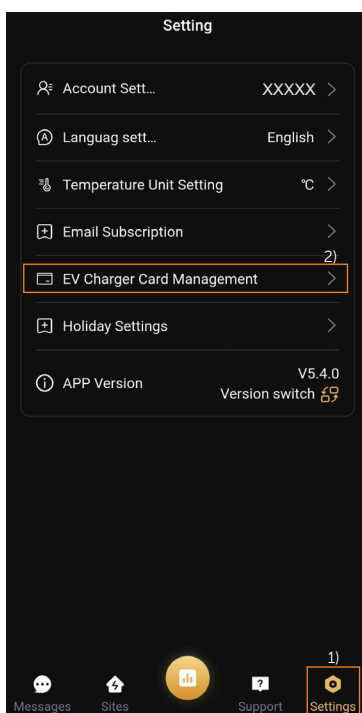 Setting
Account Sett... XXXXX
Languag sett... English
Temperature Unit Setting °C
Email Subscription
2)
EV Charger Card Management
Holiday Settings
APP Version V5.4.0
Version switch
1)
Messages Sites Support Settings